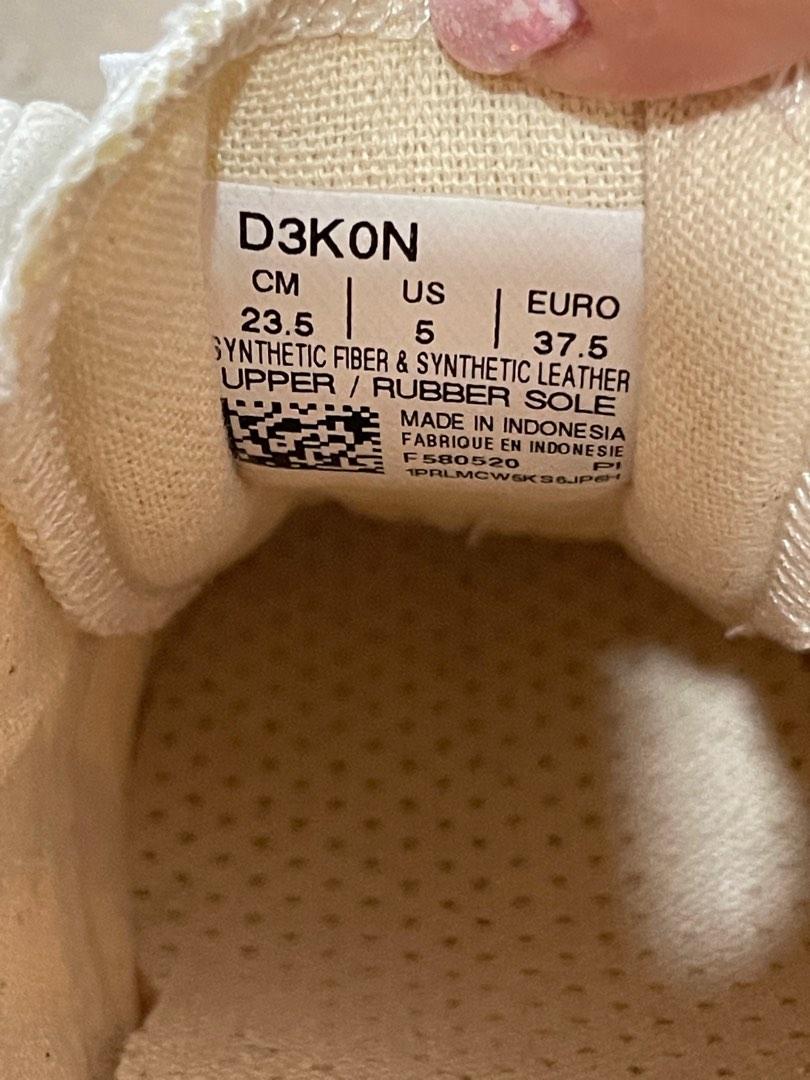 D3K0N
CM | US | EURO
23.5 | 5 | 37.5
SYNTHETIC FIBER & SYNTHETIC LEATHER
UPPER / RUBBER SOLE
MADE IN INDONESIA
FABRIQUE EN INDONESIE
F580520 PI